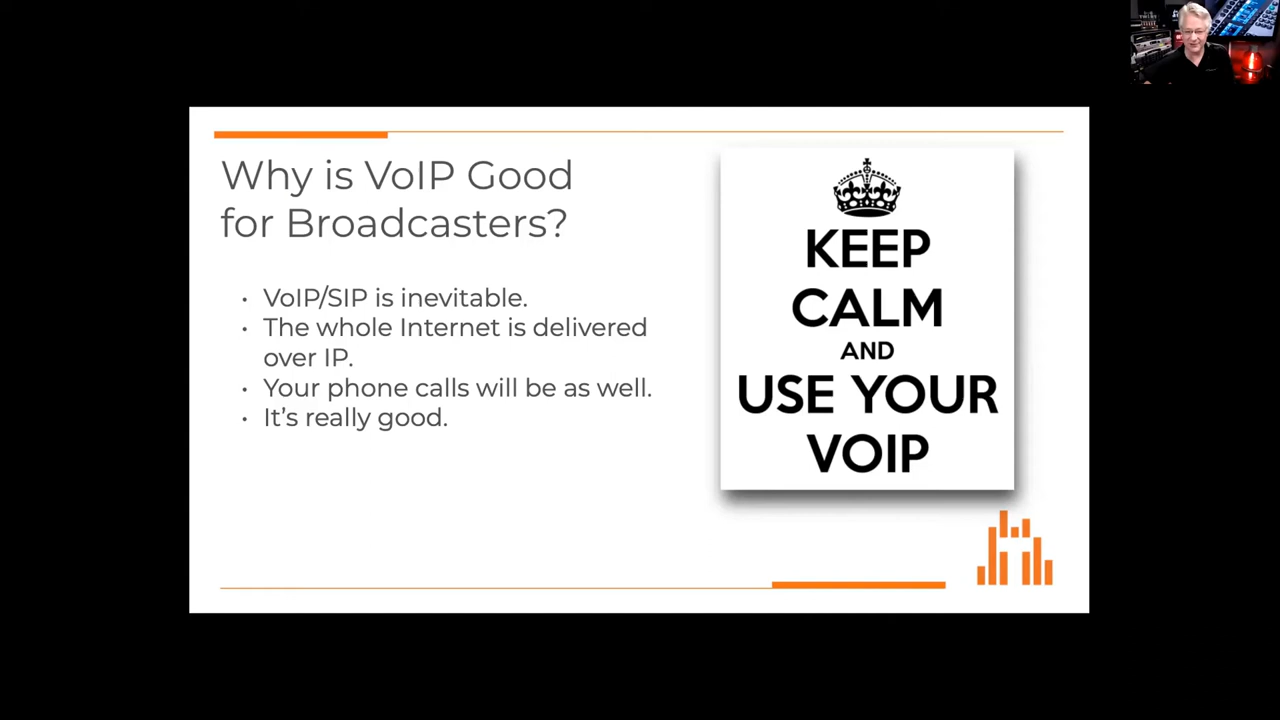 Why is VoIP Good
for Broadcasters?
• VoIP/SIP is inevitable.
• The whole Internet is delivered
over IP.
• Your phone calls will be as well.
• It’s really good.
KEEP
CALM
AND
USE YOUR
VOIP